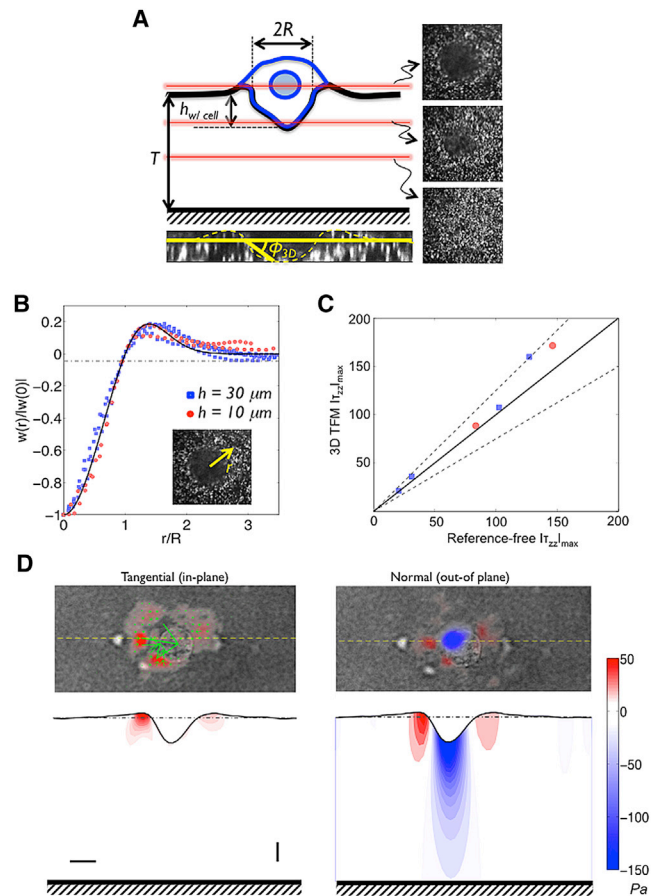 A
2R
h w/ cell
T
ϕ3D
B
0.2
0
−0.2
−0.4
−0.6
−0.8
−1
w(r)/|w(0)|
h = 30 μm
h = 10 μm
r
0
1
2
3
r/R
C
200
150
100
50
3D TFM |τzz|max
0
50
100
150
200
Reference-free |τzz|max
D
Tangential (in-plane)
Normal (out-of plane)
50
0
−50
−100
−150
Pa